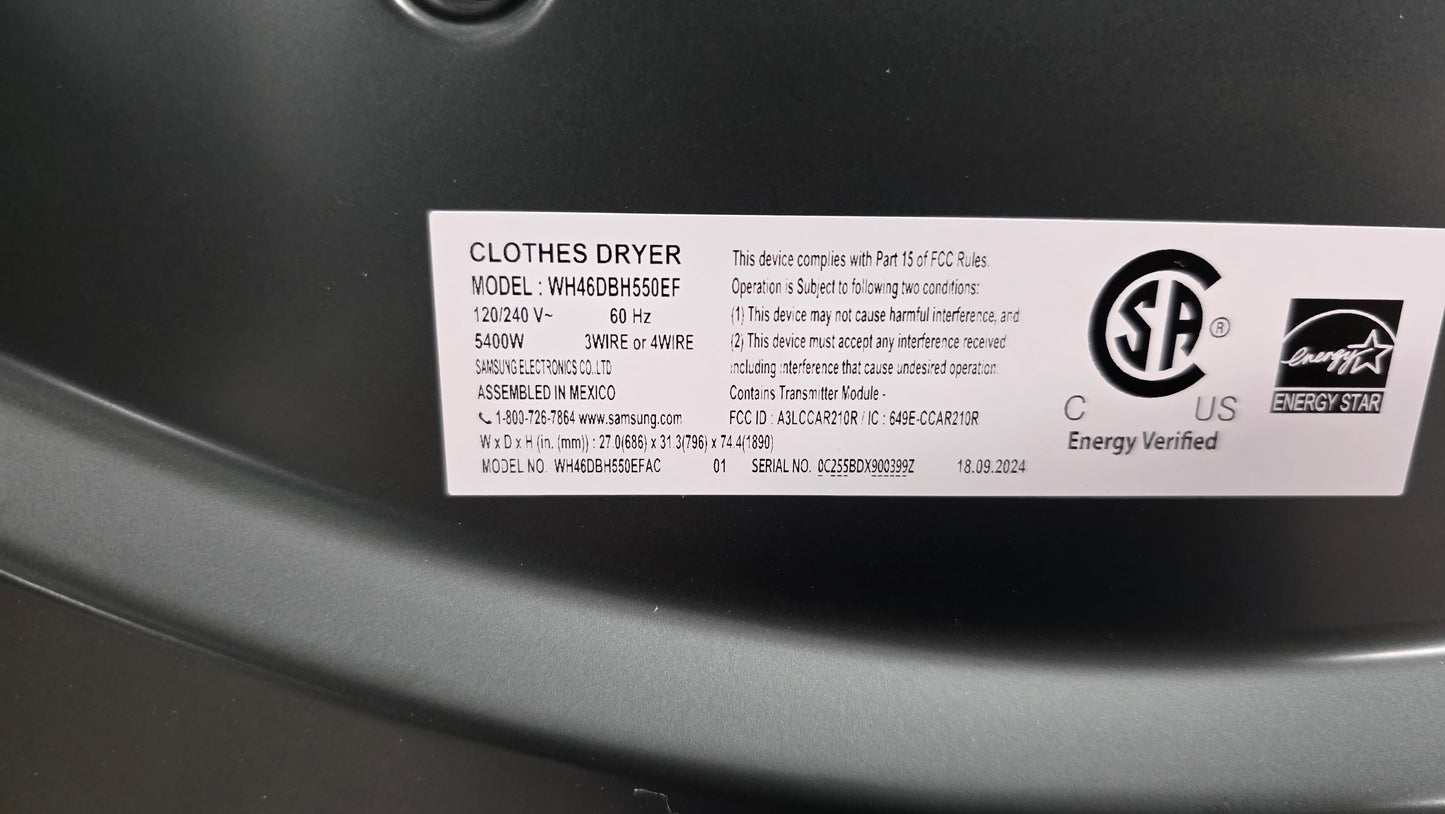 CLOTHES DRYER
MODEL : WH46DBH550EF
120/240 V~ 60 Hz
5400W 3WIRE or 4WIRE
SAMSUNG ELECTRONICS CO.,LTD
ASSEMBLED IN MEXICO
1-800-726-7864 www.samsung.com
W x D x H (in. (mm)) : 27.0(686) x 31.3(796) x 74.4(1890)
MODEL NO. WH46DBH550EFAC 01 SERIAL NO. 0C255BDX900399Z 18.09.2024
This device complies with Part 15 of FCC Rules.
Operation is Subject to following two conditions:
(1) This device may not cause harmful interference, and
(2) This device must accept any interference received
including interference that cause undesired operation.
Contains Transmitter Module -
FCC ID : A3LCCAR210R / IC : 649E-CCAR210R
SA ®
C US
Energy Verified
energy
ENERGY STAR